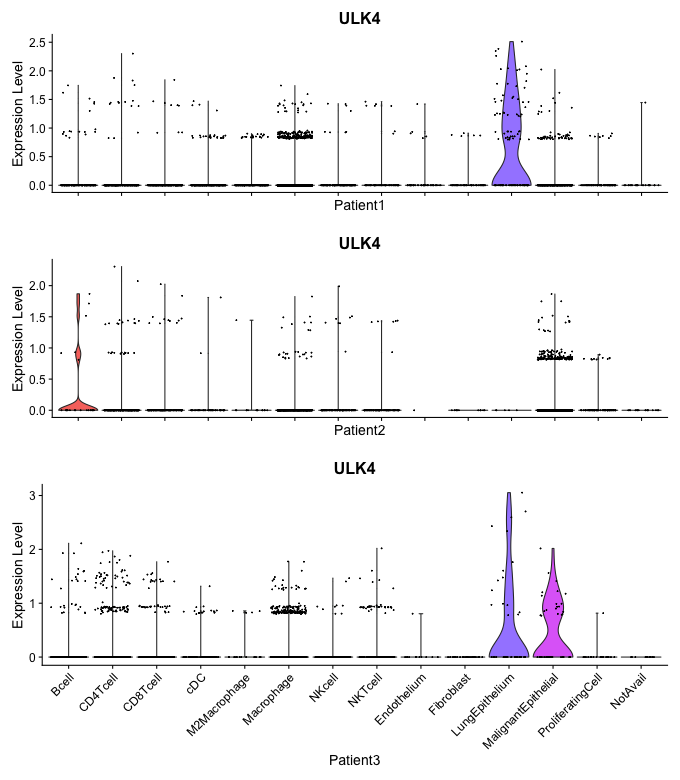 ULK4
Expression Level
2.5
2.0
1.5
1.0
0.5
0.0
Patient1
ULK4
Expression Level
2.0
1.5
1.0
0.5
0.0
Patient2
ULK4
Expression Level
3
2
1
0
Bcell
CD4Tcell
CD8Tcell
cDC
M2Macrophage
Macrophage
NKcell
NKTcell
Endothelium
Fibroblast
LungEpithelium
MalignantEpithelial
ProliferatingCell
NotAvail
Patient3